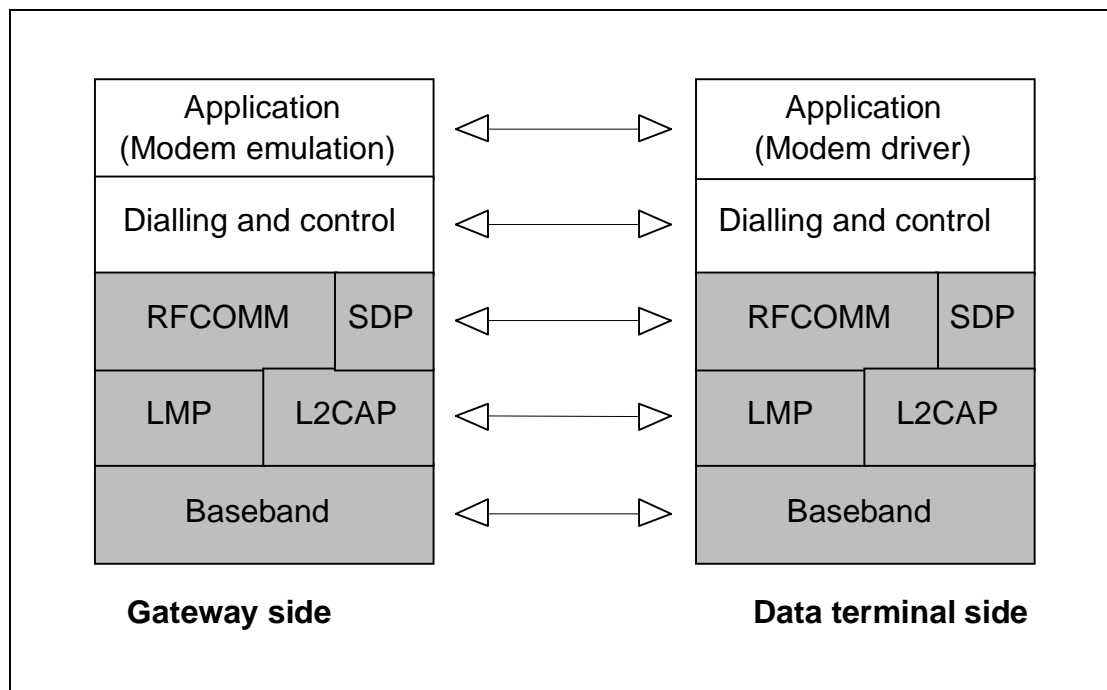 Application
(Modem emulation)
Dialling and control
RFCOMM
SDP
LMP
L2CAP
Baseband
Gateway side
Application
(Modem driver)
Dialling and control
RFCOMM
SDP
LMP
L2CAP
Baseband
Data terminal side